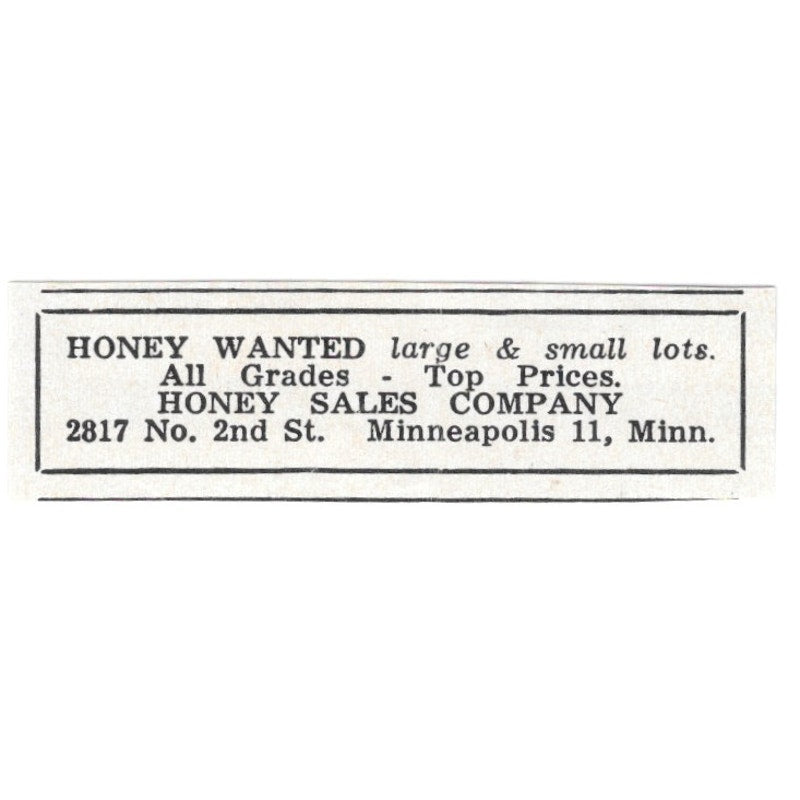 HONEY WANTED large & small lots.
All Grades - Top Prices.
HONEY SALES COMPANY
2817 No. 2nd St. Minneapolis 11, Minn.